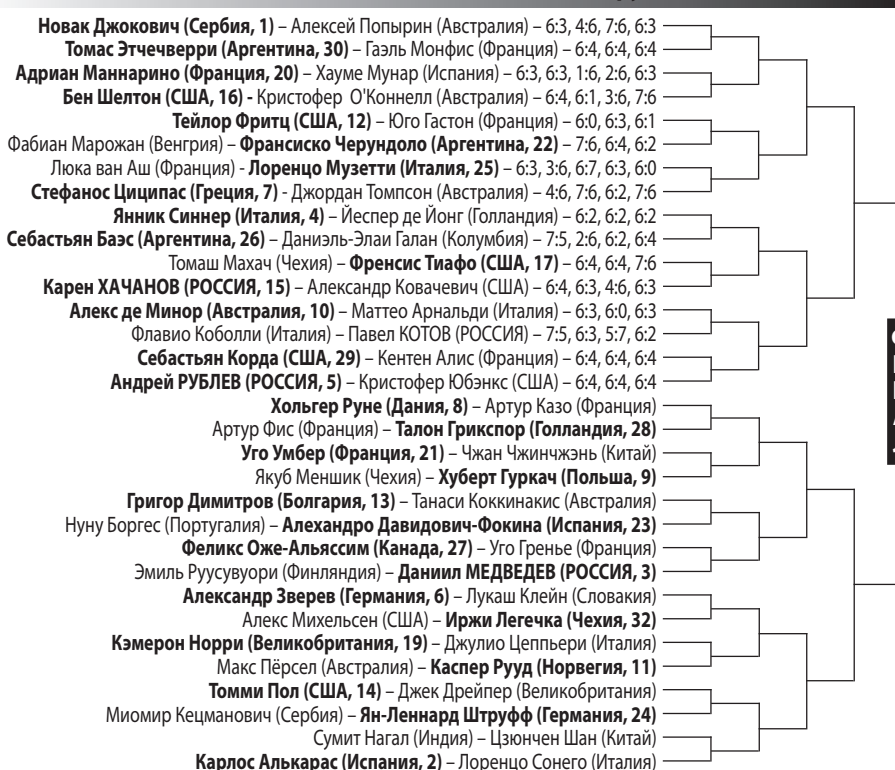 Новак Джокович (Сербия, 1) – Алексей Попырин (Австралия) – 6:3, 4:6, 7:6, 6:3
Томас Этчечверри (Аргентина, 30) – Гаэль Монфис (Франция) – 6:4, 6:4, 6:4
Адриан Маннарино (Франция, 20) – Хауме Мунар (Испания) – 6:3, 6:3, 1:6, 2:6, 6:3
Бен Шелтон (США, 16) - Кристофер О'Коннелл (Австралия) – 6:4, 6:1, 3:6, 7:6
Тейлор Фритц (США, 12) – Юго Гастон (Франция) – 6:0, 6:3, 6:1
Фабиан Марожан (Венгрия) – Франсиско Черундоло (Аргентина, 22) – 7:6, 6:4, 6:2
Люка ван Аш (Франция) - Лоренцо Музетти (Италия, 25) – 6:3, 3:6, 6:7, 6:3, 6:0
Стефанос Циципас (Греция, 7) - Джордан Томпсон (Австралия) – 4:6, 7:6, 6:2, 7:6
Янник Синнер (Италия, 4) – Йеспер де Йонг (Голландия) – 6:2, 6:2, 6:2
Себастьян Баэс (Аргентина, 26) – Даниэль-Элаи Галан (Колумбия) – 7:5, 2:6, 6:2, 6:4
Томаш Махач (Чехия) – Френсис Тиафо (США, 17) – 6:4, 6:4, 7:6
Карен ХАЧАНОВ (РОССИЯ, 15) – Александр Ковачевич (США) – 6:4, 6:3, 4:6, 6:3
Алекс де Минор (Австралия, 10) – Маттео Арнальди (Италия) – 6:3, 6:0, 6:3
Флавио Коболли (Италия) – Павел КОТОВ (РОССИЯ) – 7:5, 6:3, 5:7, 6:2
Себастьян Корда (США, 29) – Кентен Алис (Франция) – 6:4, 6:4, 6:4
Андрей РУБЛЕВ (РОССИЯ, 5) – Кристофер Юбэнкс (США) – 6:4, 6:4, 6:4
Хольгер Руне (Дания, 8) – Артур Казо (Франция)
Артур Фис (Франция) – Талон Грикспор (Голландия, 28)
Уго Умбер (Франция, 21) – Чжан Чжинчжэнь (Китай)
Якуб Меншик (Чехия) – Хуберт Гуркач (Польша, 9)
Григор Димитров (Болгария, 13) – Танаси Коккинакис (Австралия)
Нуну Боргес (Португалия) – Алехандро Давидович-Фокина (Испания, 23)
Феликс Оже-Альяссим (Канада, 27) – Уго Гренье (Франция)
Эмиль Руусувуори (Финляндия) – Даниил МЕДВЕДЕВ (РОССИЯ, 3)
Александр Зверев (Германия, 6) – Лукаш Клейн (Словакия)
Алекс Михельсен (США) – Иржи Легечка (Чехия, 32)
Кэмерон Норри (Великобритания, 19) – Джулио Цеппьери (Италия)
Макс Пёрсел (Австралия) – Каспер Рууд (Норвегия, 11)
Томми Пол (США, 14) – Джек Дрейпер (Великобритания)
Миомир Кецманович (Сербия) – Ян-Леннард Штруфф (Германия, 24)
Сумит Нагал (Индия) – Цзюнчен Шан (Китай)
Карлос Алькарас (Испания, 2) – Лоренцо Сонего (Италия)